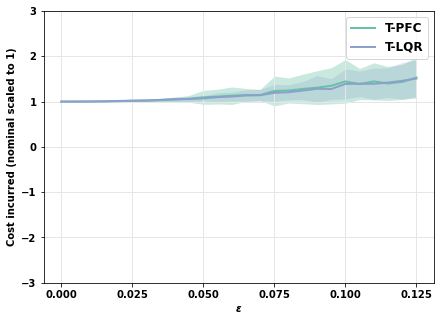 3
2
1
0
−1
−2
−3
Cost incurred (nominal scaled to 1)
T-PFC
T-LQR
0.000 0.025 0.050 0.075 0.100 0.125
ε